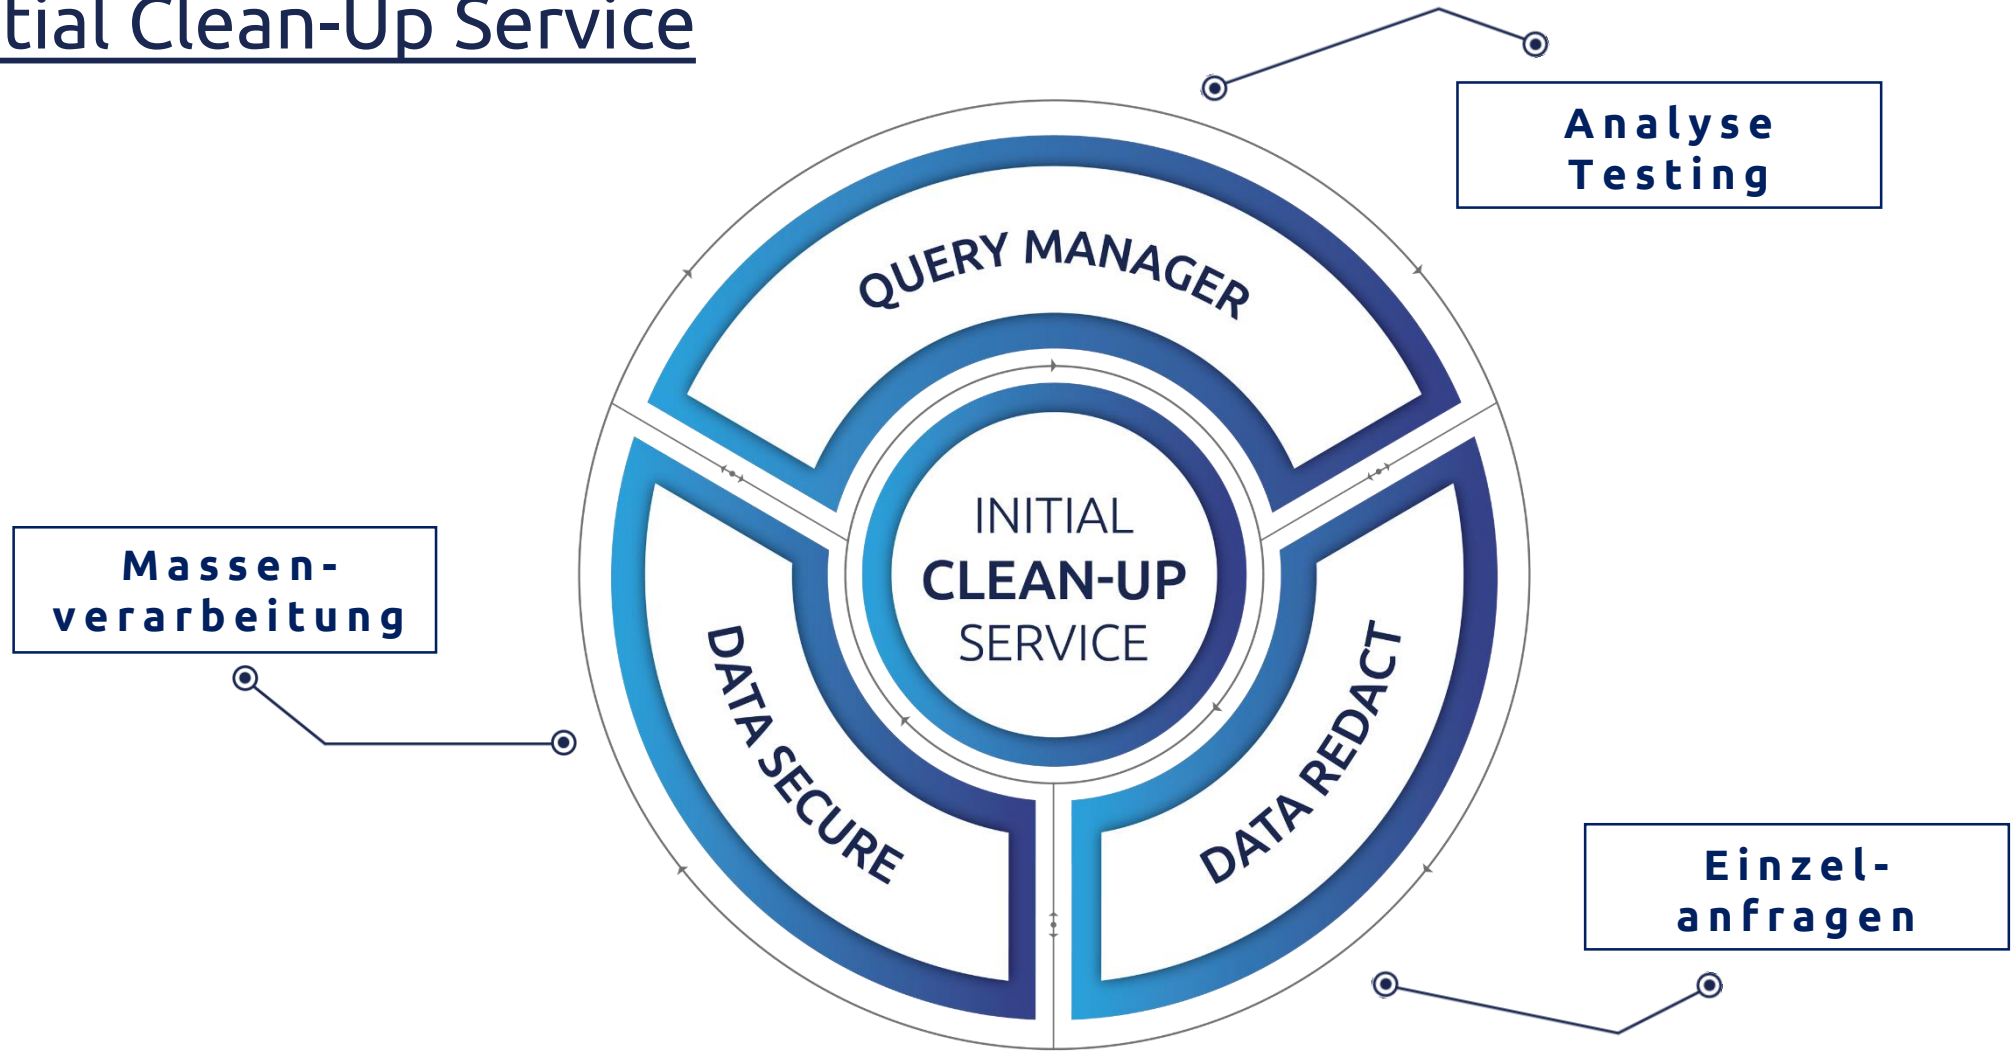 tial Clean-Up Service
Analyse
Testing
QUERY MANAGER
INITIAL
CLEAN-UP
SERVICE
Massen-
verarbeitung
DATA SECURE
DATA REDACT
Einzel-
anfragen